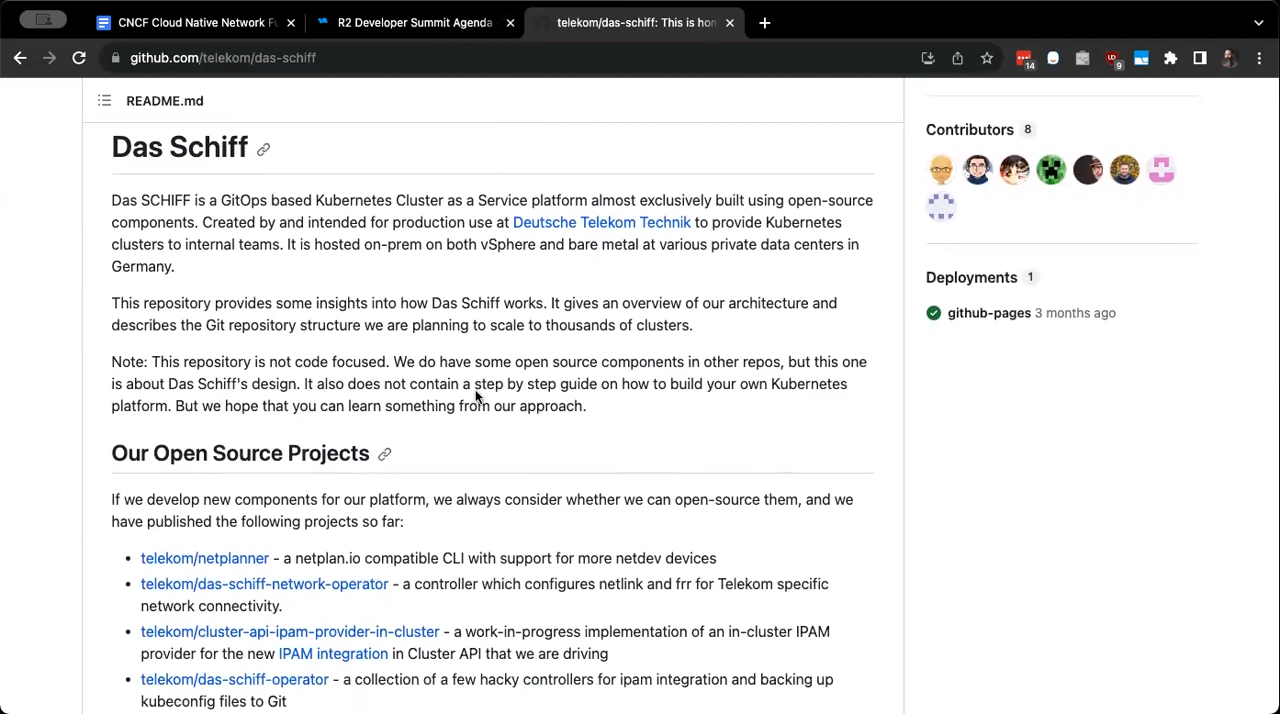 CNCF Cloud Native Network Fu
R2 Developer Summit Agenda
telekom/das-schiff: This is hom
github.com/telekom/das-schiff
14
9
README.md
Das Schiff
Das SCHIFF is a GitOps based Kubernetes Cluster as a Service platform almost exclusively built using open-source
components. Created by and intended for production use at Deutsche Telekom Technik to provide Kubernetes
clusters to internal teams. It is hosted on-prem on both vSphere and bare metal at various private data centers in
Germany.
This repository provides some insights into how Das Schiff works. It gives an overview of our architecture and
describes the Git repository structure we are planning to scale to thousands of clusters.
Note: This repository is not code focused. We do have some open source components in other repos, but this one
is about Das Schiff's design. It also does not contain a step by step guide on how to build your own Kubernetes
platform. But we hope that you can learn something from our approach.
Our Open Source Projects
If we develop new components for our platform, we always consider whether we can open-source them, and we
have published the following projects so far:
• telekom/netplanner - a netplan.io compatible CLI with support for more netdev devices
• telekom/das-schiff-network-operator - a controller which configures netlink and frr for Telekom specific
network connectivity.
• telekom/cluster-api-ipam-provider-in-cluster - a work-in-progress implementation of an in-cluster IPAM
provider for the new IPAM integration in Cluster API that we are driving
• telekom/das-schiff-operator - a collection of a few hacky controllers for ipam integration and backing up
kubeconfig files to Git
Contributors 8
Deployments 1
github-pages 3 months ago